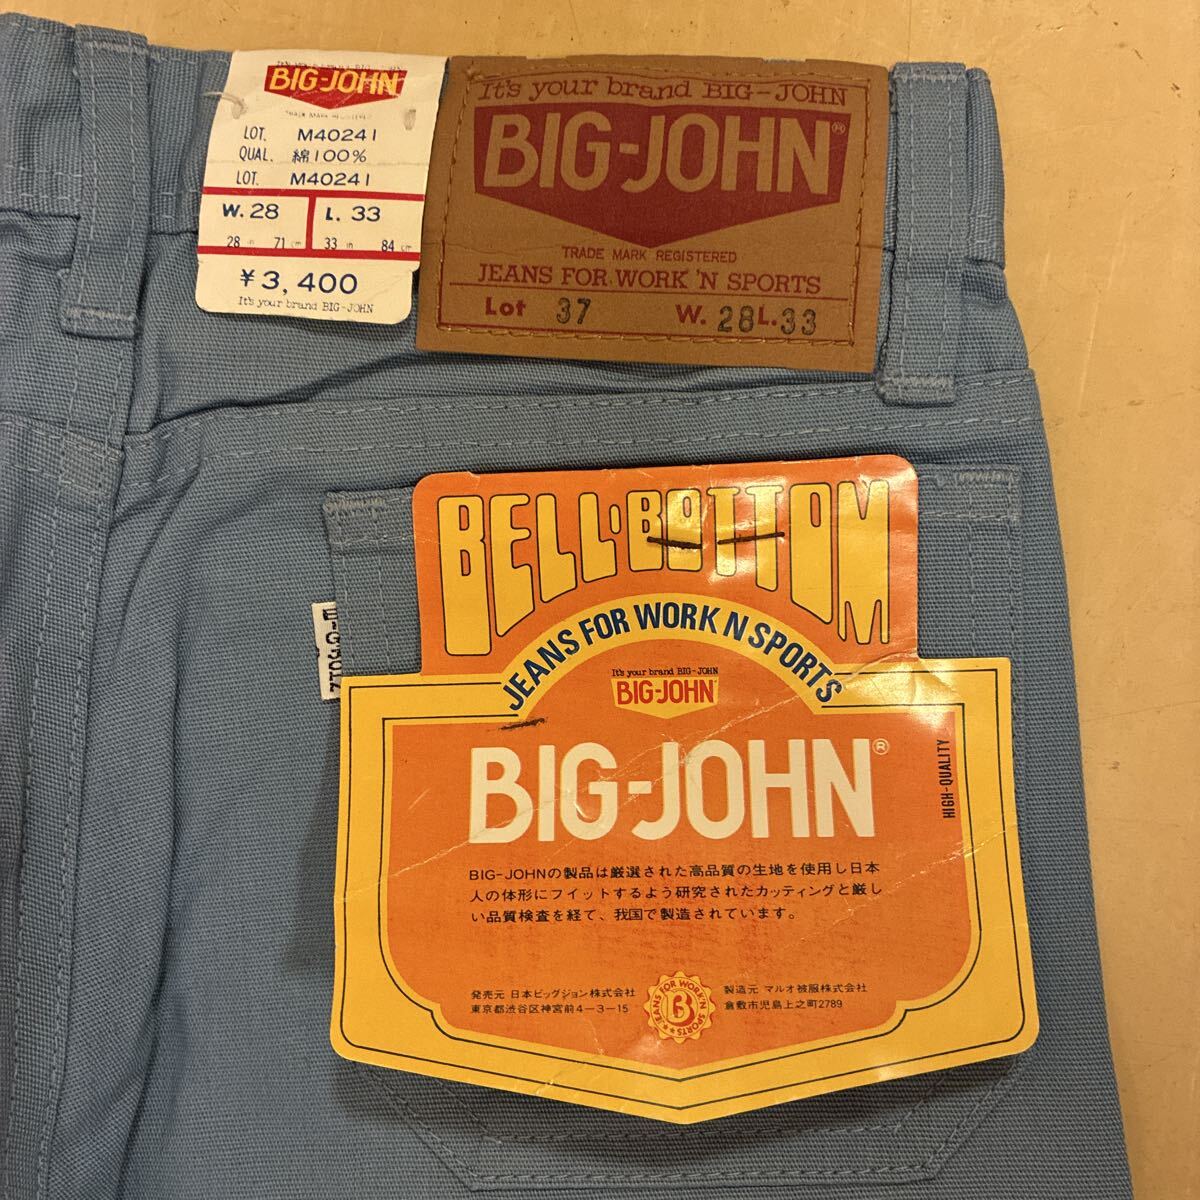 BIG-JOHN
LOT. M40241
QUAL. 綿100%
LOT. M40241
W. 28 L. 33
28 in 71 cm 33 in 84 cm
¥3,400
It's your brand BIG-JOHN
It's your brand BIG-JOHN
BIG-JOHN®
TRADE MARK REGISTERED
JEANS FOR WORK 'N SPORTS
Lot 37 W. 28 L. 33
BELL•BOTTOM
JEANS FOR WORK N SPORTS
It's your brand BIG-JOHN
BIG-JOHN
BIG-JOHN®
HIGH-QUALITY
BIG-JOHNの製品は厳選された高品質の生地を使用し日本
人の体形にフィットするよう研究されたカッティングと厳し
い品質検査を経て、我国で製造されています。
発売元 日本ビッグジョン株式会社
東京都渋谷区神宮前4-3-15
JEANS FOR WORK'N SPORTS
B
製造元 マルオ被服株式会社
倉敷市児島上之町2789